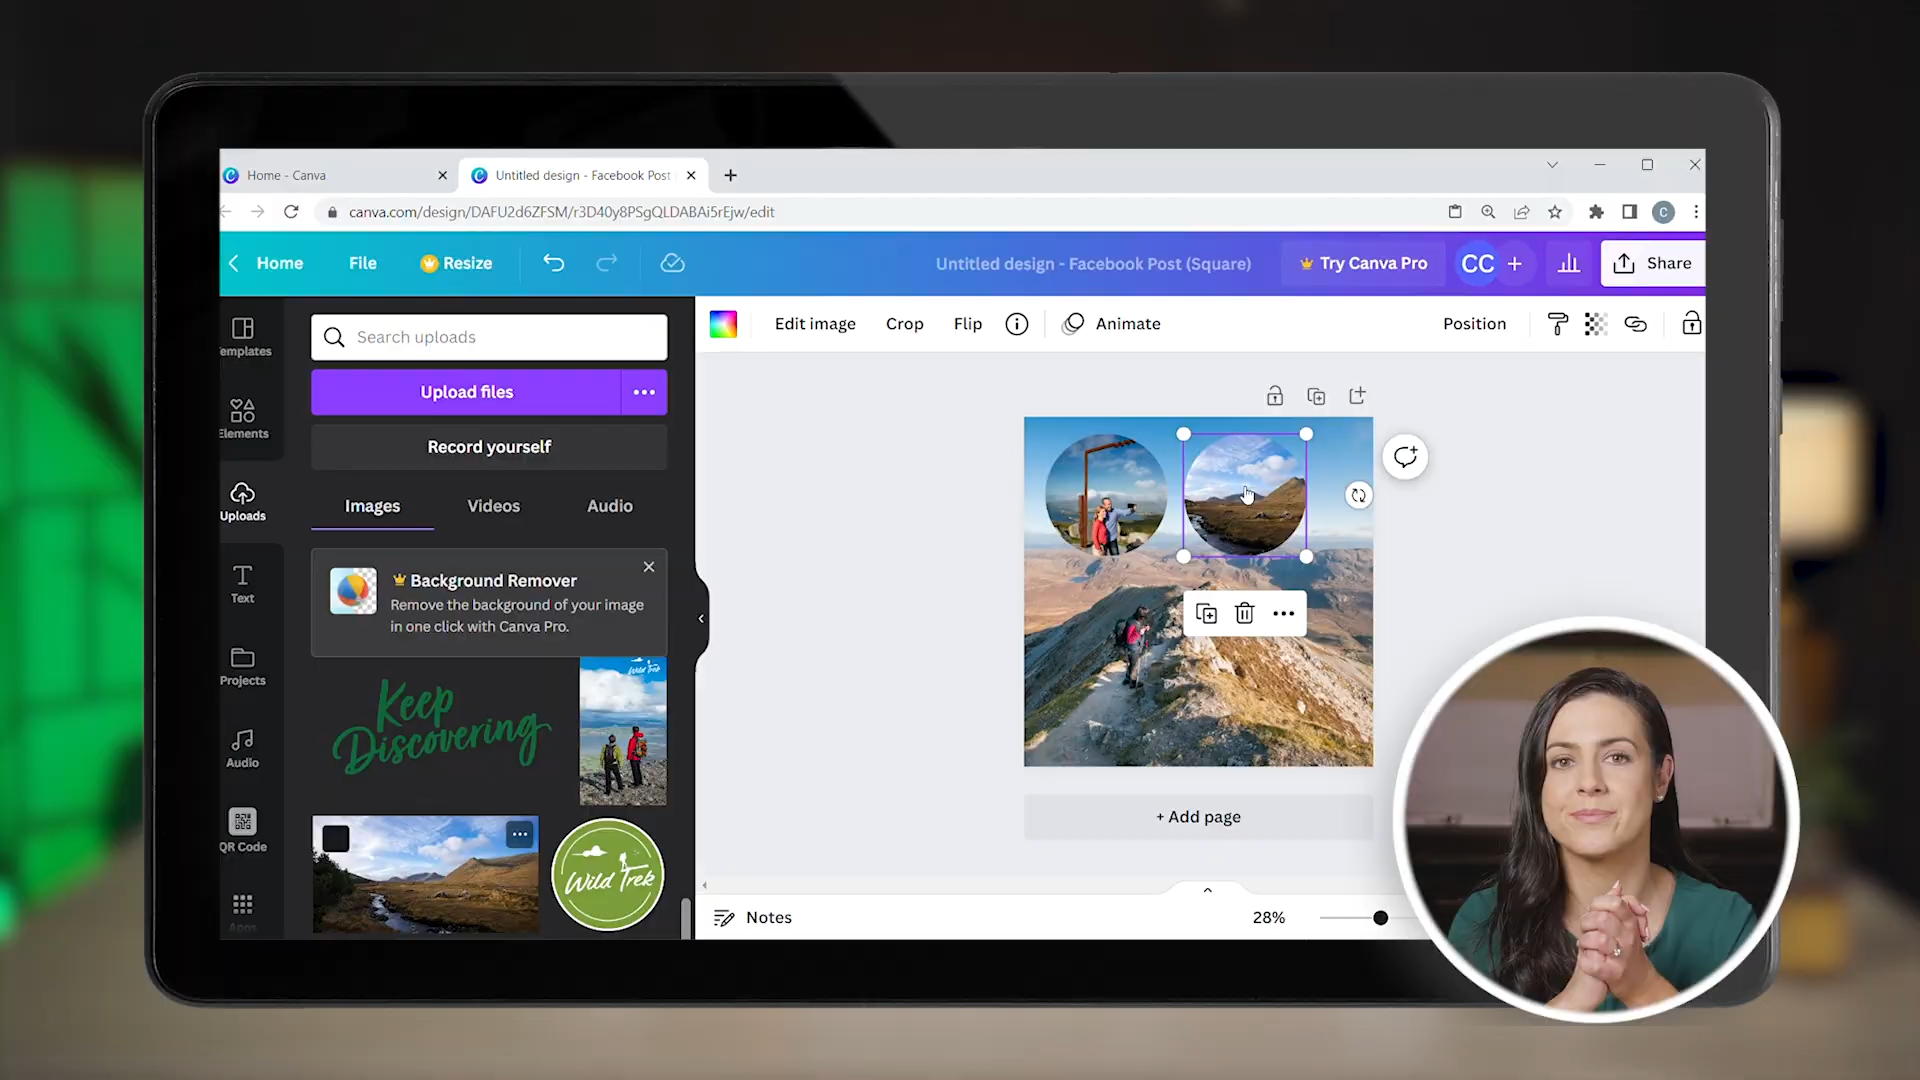 Home - Canva
Untitled design - Facebook Post
canva.com/design/DAFU2d6ZFSM/r3D40y8PSgQLDABAi5rEjw/edit
C
Home
File
Resize
Untitled design - Facebook Post (Square)
Try Canva Pro
CC
Share
emplates
Elements
Uploads
Text
Projects
Audio
QR Code
Apps
Search uploads
Upload files
Record yourself
Images
Videos
Audio
Background Remover
Remove the background of your image
in one click with Canva Pro.
Keep
Discovering
Wild Trek
Wild Trek
Edit image
Crop
Flip
Animate
Position
+ Add page
Notes
28%